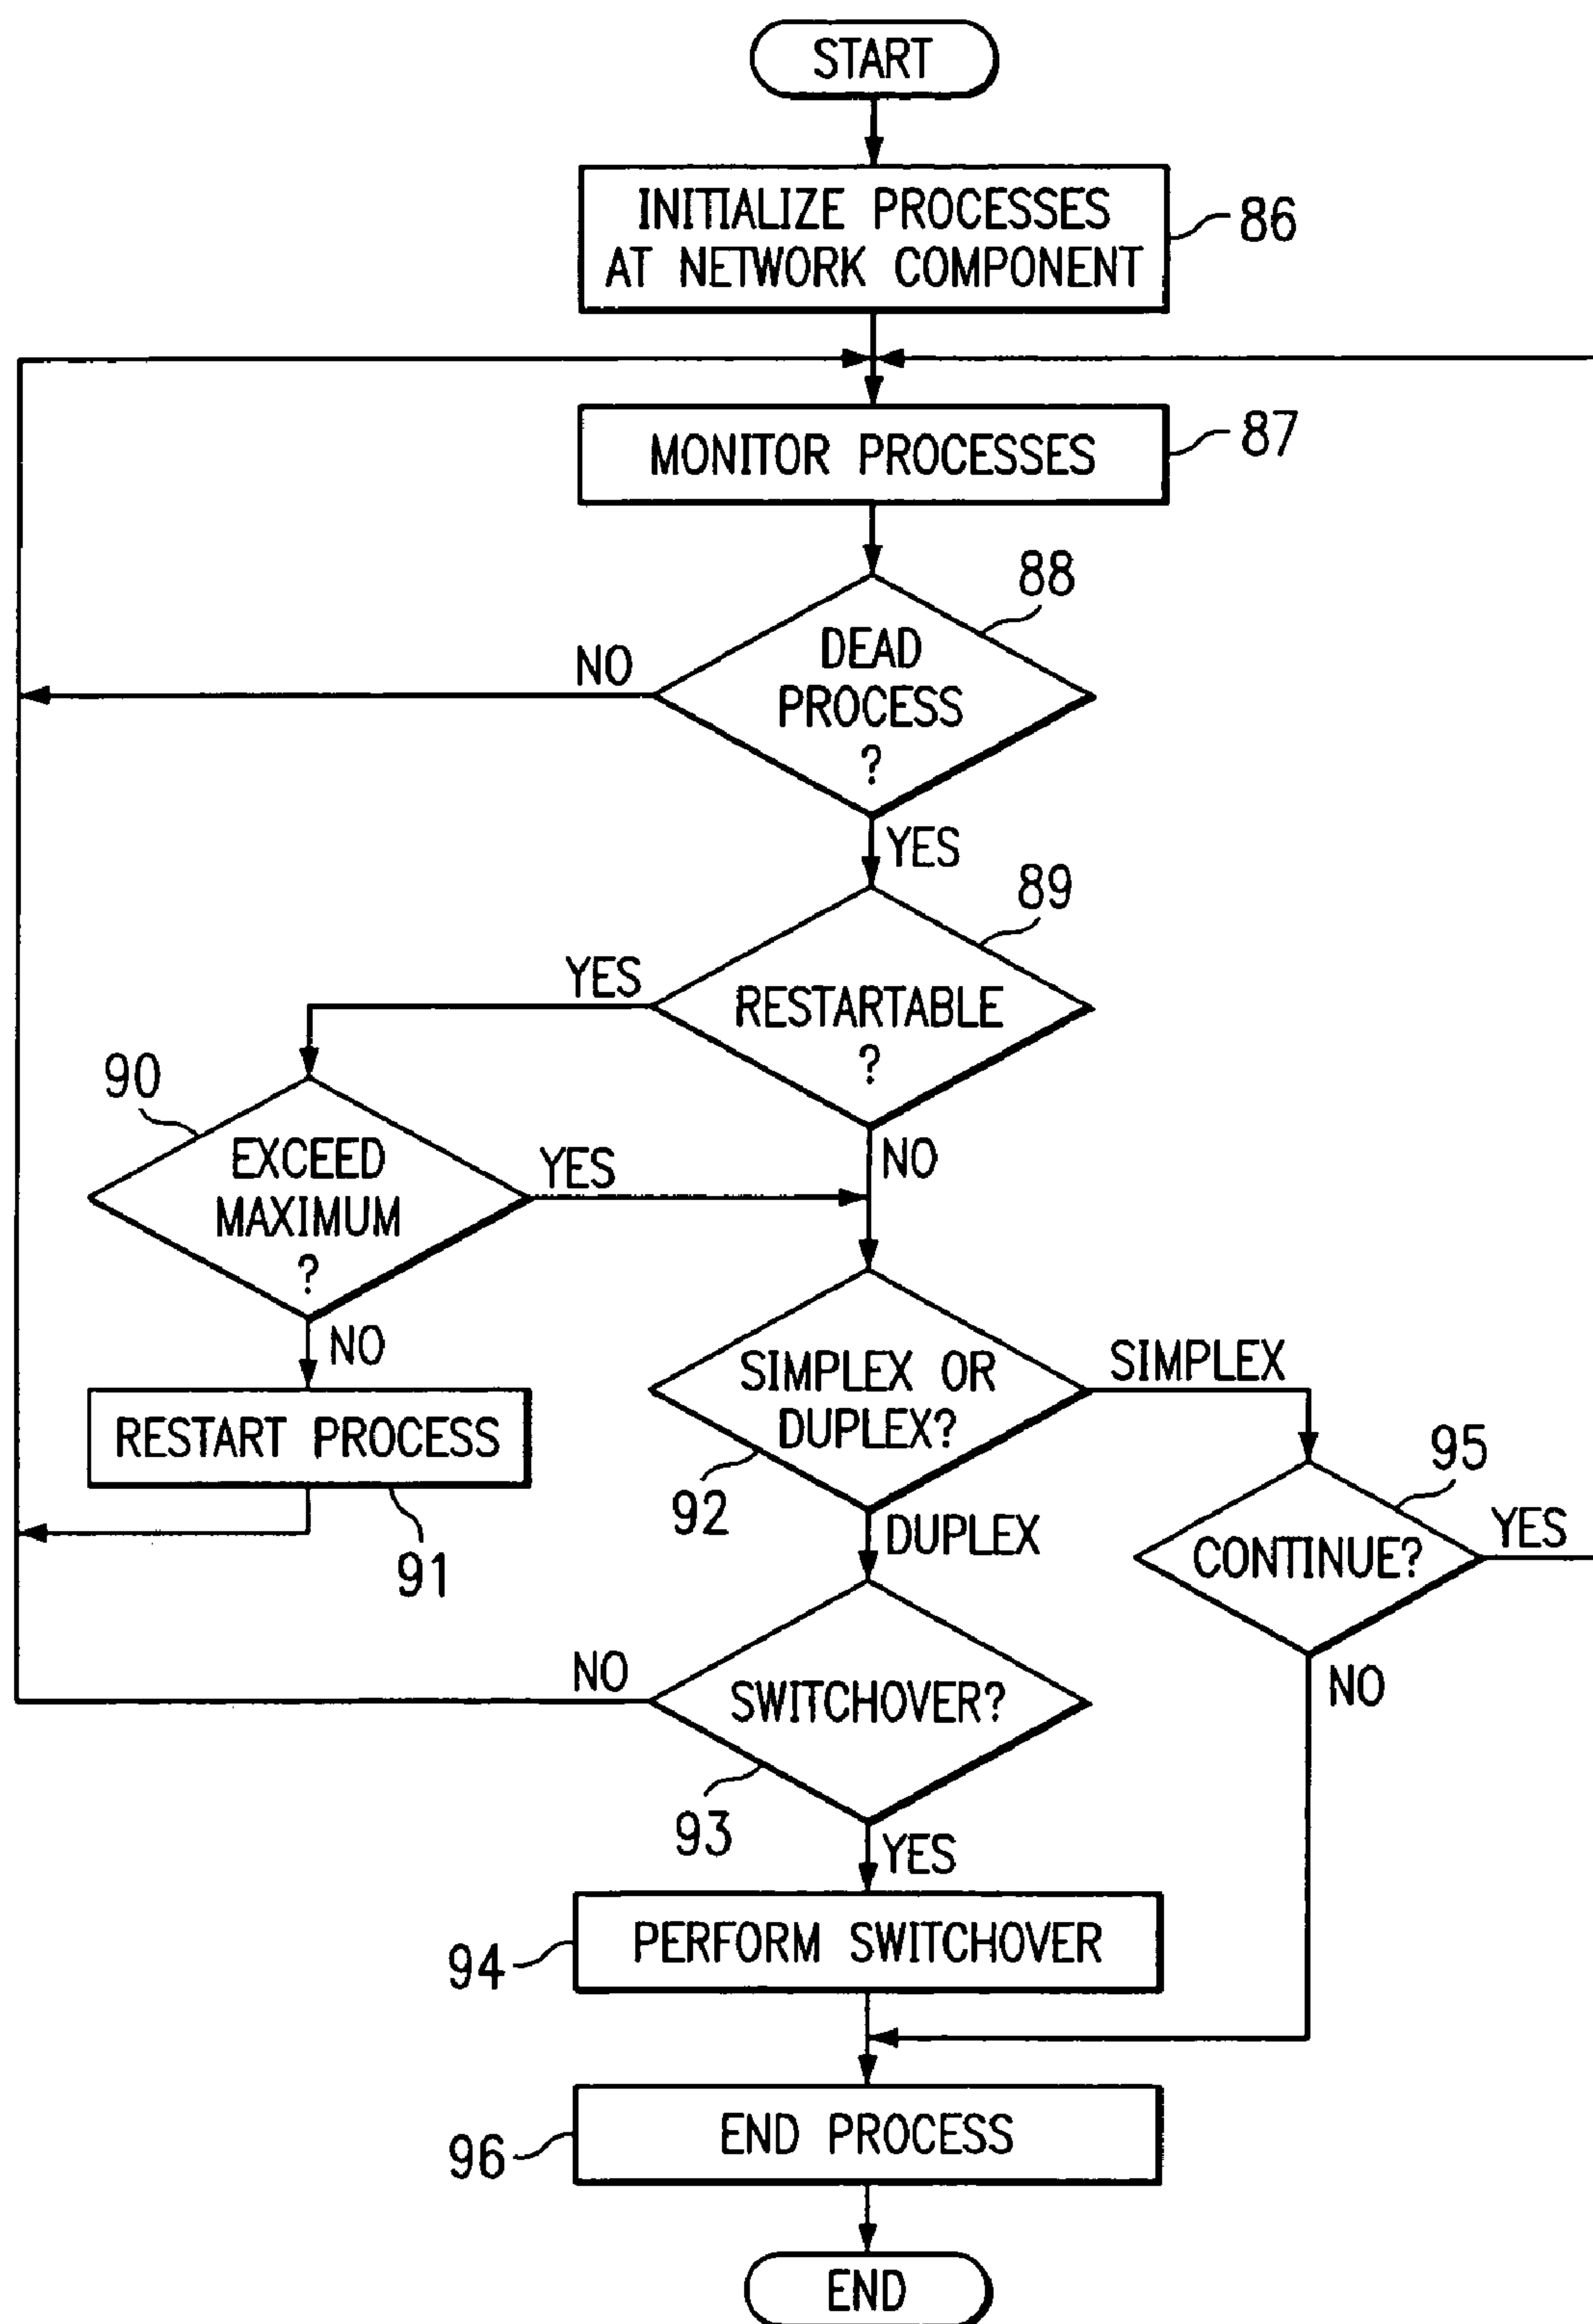 START
INITIALIZE PROCESSES
AT NETWORK COMPONENT
86
MONITOR PROCESSES
87
88
DEAD
PROCESS
?
NO
YES
89
RESTARTABLE
?
YES
NO
90
EXCEED
MAXIMUM
?
YES
NO
RESTART PROCESS
91
SIMPLEX OR
DUPLEX?
92
SIMPLEX
DUPLEX
95
CONTINUE?
YES
NO
SWITCHOVER?
NO
93
YES
PERFORM SWITCHOVER
94
END PROCESS
96
END